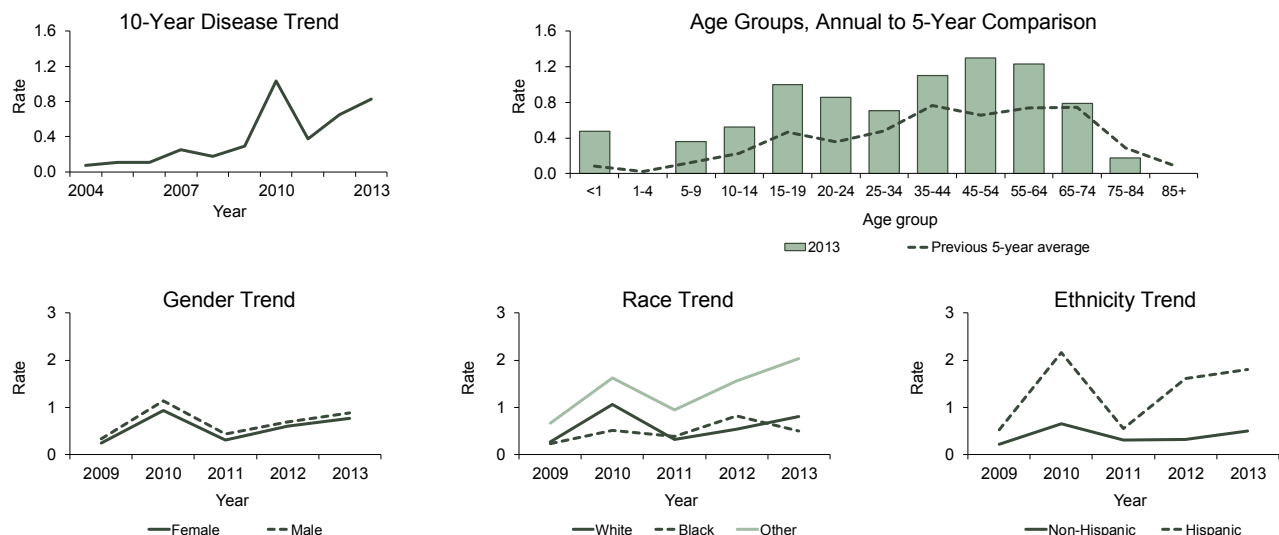 10-Year Disease Trend
1.6
1.2
0.8
0.4
0.0
Rate
2004 2007 2010 2013
Year
Age Groups, Annual to 5-Year Comparison
1.6
1.2
0.8
0.4
0.0
Rate
<1 1-4 5-9 10-14 15-19 20-24 25-34 35-44 45-54 55-64 65-74 75-84 85+
Age group
2013 Previous 5-year average
Gender Trend
3
2
1
0
Rate
2009 2010 2011 2012 2013
Year
Female Male
Race Trend
3
2
1
0
Rate
2009 2010 2011 2012 2013
Year
White Black Other
Ethnicity Trend
3
2
1
0
Rate
2009 2010 2011 2012 2013
Year
Non-Hispanic Hispanic